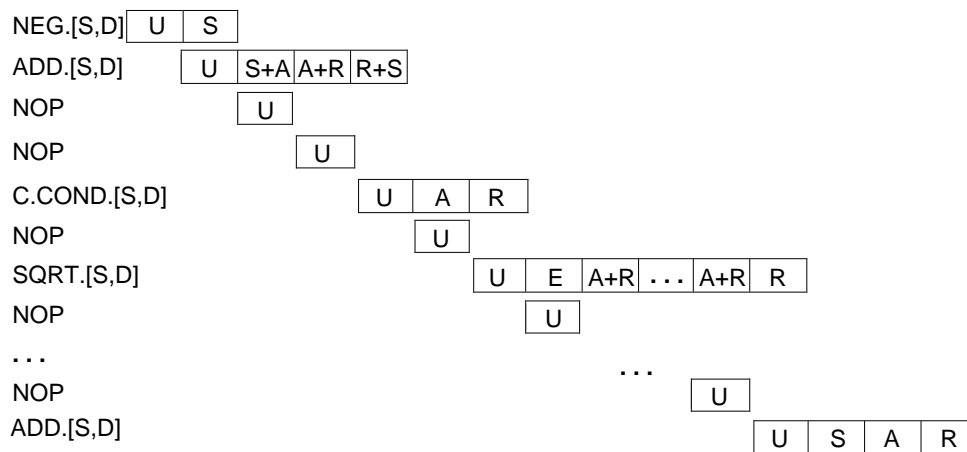 NEG.[S,D] U S
ADD.[S,D] U S+A A+R R+S
NOP U
NOP U
C.COND.[S,D] U A R
NOP U
SQRT.[S,D] U E A+R ... A+R R
NOP U
... ...
NOP U
ADD.[S,D] U S A R